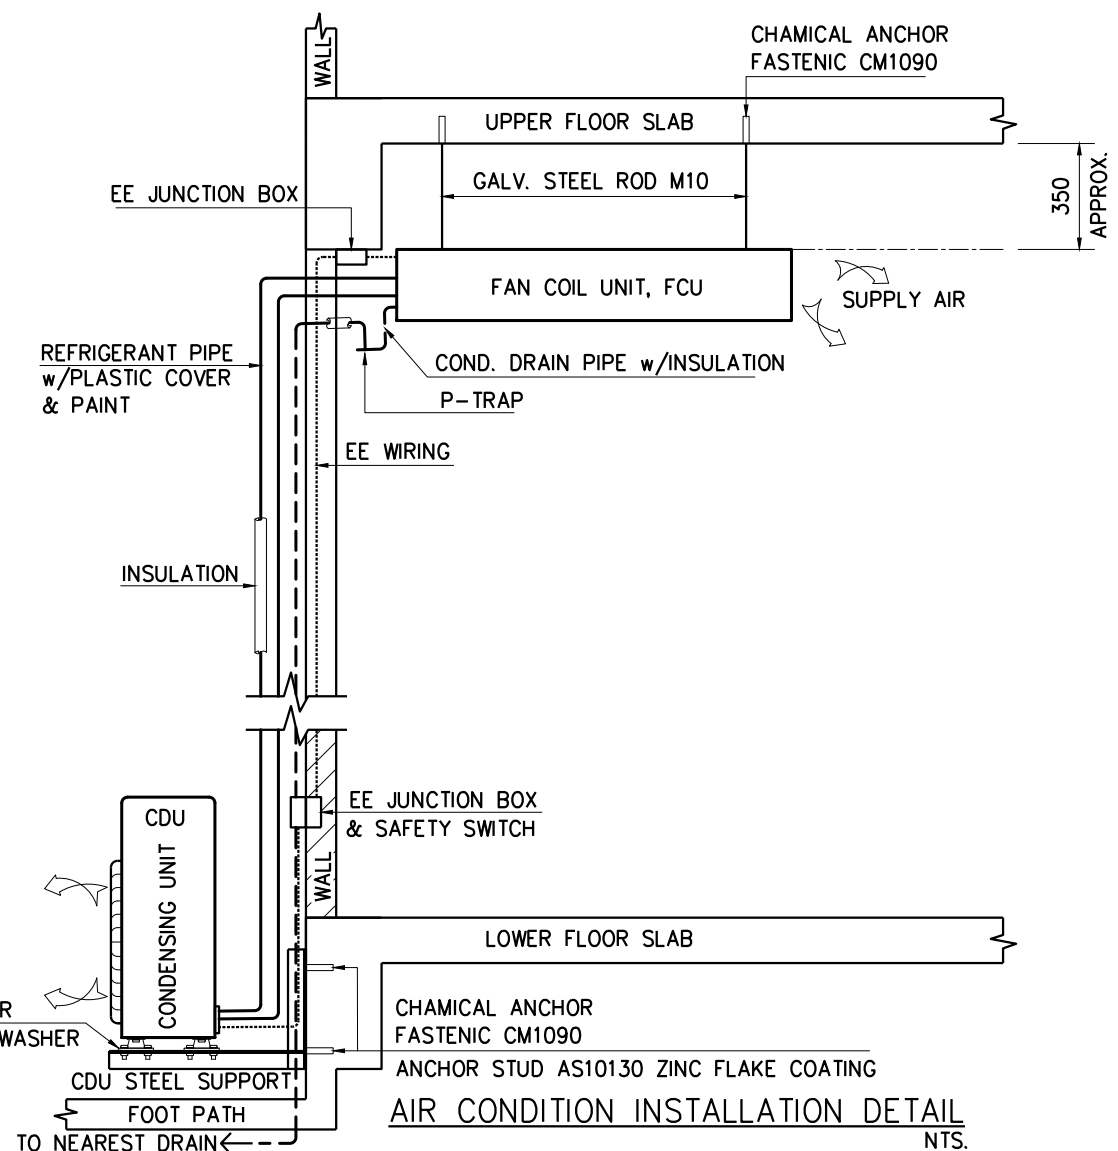 WALL
CHAMICAL ANCHOR
FASTENIC CM1090
UPPER FLOOR SLAB
GALV. STEEL ROD M10
EE JUNCTION BOX
350
APPROX.
FAN COIL UNIT, FCU
SUPPLY AIR
REFRIGERANT PIPE
w/PLASTIC COVER
& PAINT
COND. DRAIN PIPE w/INSULATION
P-TRAP
EE WIRING
INSULATION
EE JUNCTION BOX
& SAFETY SWITCH
CDU
CONDENSING UNIT
WALL
LOWER FLOOR SLAB
R
WASHER
CHAMICAL ANCHOR
FASTENIC CM1090
ANCHOR STUD AS10130 ZINC FLAKE COATING
CDU STEEL SUPPORT
FOOT PATH
TO NEAREST DRAIN
AIR CONDITION INSTALLATION DETAIL
NTS.